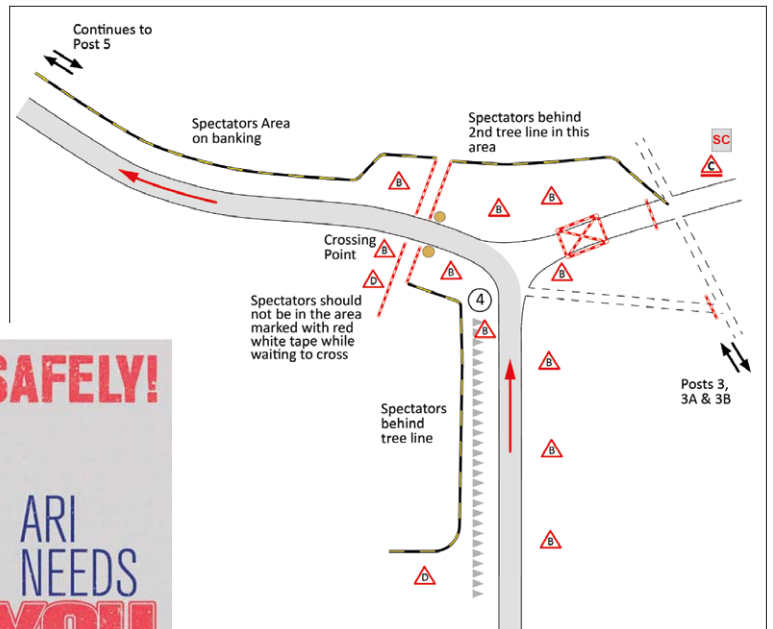 Continues to
Post 5
Spectators Area
on banking
Spectators behind
2nd tree line in this
area
SC
C
B
B
B
Crossing
Point
B
D
B
B
4
B
Spectators should
not be in the area
marked with red
white tape while
waiting to cross
B
Posts 3,
3A & 3B
Spectators
behind
tree line
B
B
D
SAFELY!
ARI
NEEDS
YOU